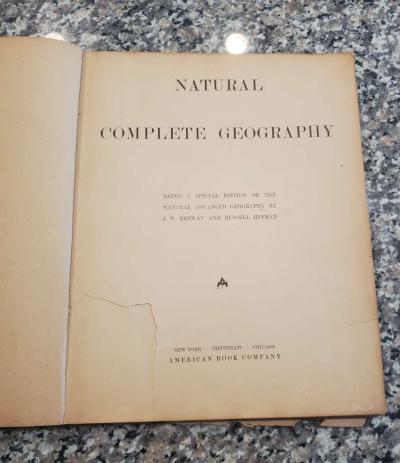 NATURAL
COMPLETE GEOGRAPHY
BEING A SPECIAL EDITION OF THE
NATURAL ADVANCED GEOGRAPHY BY
J. W. REDWAY AND RUSSELL HINMAN
NEW YORK · CINCINNATI · CHICAGO
AMERICAN BOOK COMPANY